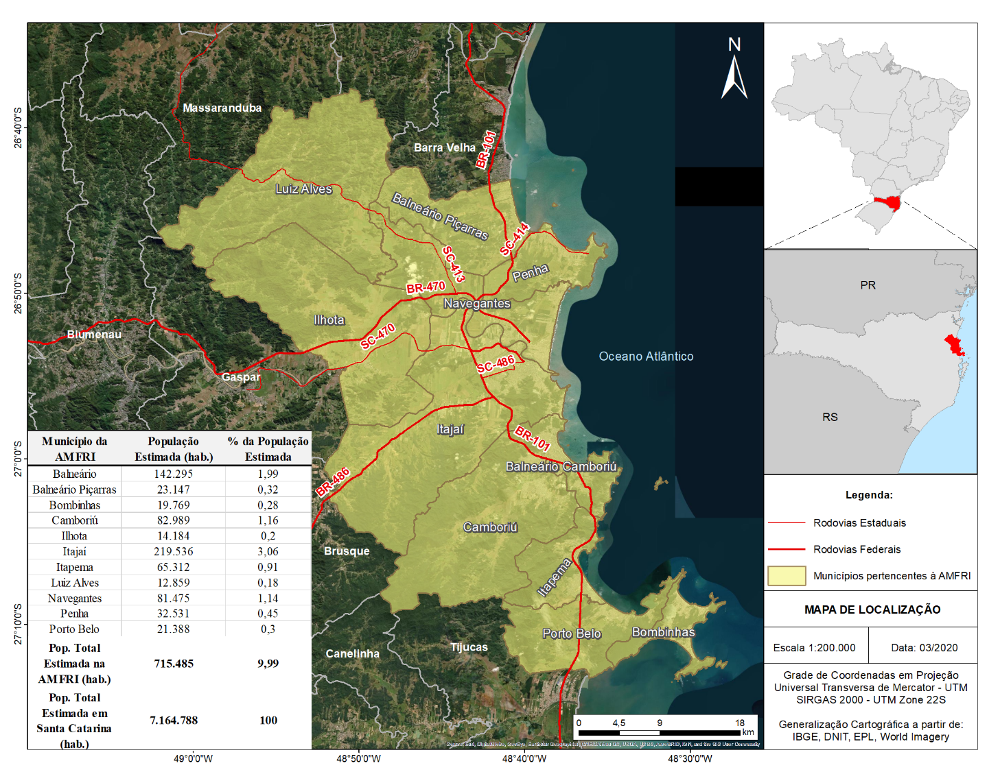 N
Massaranduba
Barra Velha
BR-101
Luiz Alves
Balneário Piçarras
SC-414
SC-413
Penha
BR-470
Navegantes
Ilhota
SC-470
Blumenau
Gaspar
SC-486
Oceano Atlântico
Itajaí
BR-101
Balneário Camboriú
BR-486
Camboriú
Brusque
Itapema
Porto Belo
Bombinhas
Tijucas
Canelinha
26°40'0"S
26°50'0"S
27°0'0"S
27°10'0"S
49°0'0"W
48°50'0"W
48°40'0"W
48°30'0"W
Município da AMFRI População Estimada (hab.) % da População Estimada
Balneário 142.295 1,99
Balneário Piçarras 23.147 0,32
Bombinhas 19.769 0,28
Camboriú 82.989 1,16
Ilhota 14.184 0,2
Itajaí 219.536 3,06
Itapema 65.312 0,91
Luiz Alves 12.859 0,18
Navegantes 81.475 1,14
Penha 32.531 0,45
Porto Belo 21.388 0,3
Pop. Total
Estimada na
AMFRI (hab.)
715.485 9,99
Pop. Total
Estimada em
Santa Catarina
(hab.)
7.164.788 100
0 4,5 9 18
km
and the GIS User Community
PR
RS
Legenda:
Rodovias Estaduais
Rodovias Federais
Municípios pertencentes à AMFRI
MAPA DE LOCALIZAÇÃO
Escala 1:200.000 Data: 03/2020
Grade de Coordenadas em Projeção
Universal Transversa de Mercator - UTM
SIRGAS 2000 - UTM Zone 22S
Generalização Cartográfica a partir de:
IBGE, DNIT, EPL, World Imagery